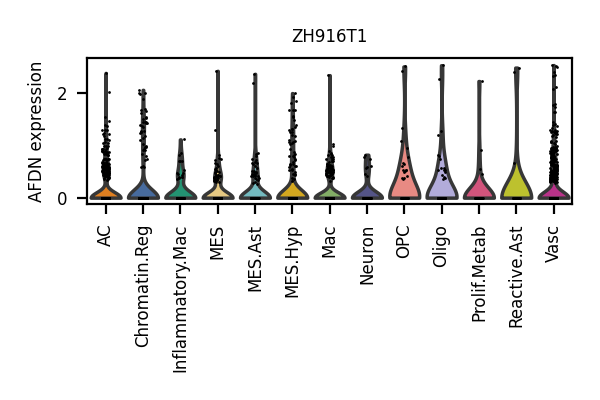 ZH916T1
AFDN expression
2
0
AC
Chromatin.Reg
Inflammatory.Mac
MES
MES.Ast
MES.Hyp
Mac
Neuron
OPC
Oligo
Prolif.Metab
Reactive.Ast
Vasc